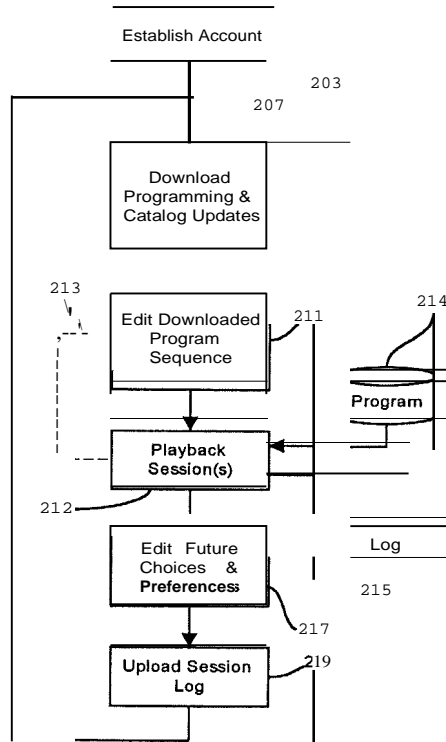 Establish Account
203
207
Download
Programming &
Catalog Updates
213
214
Edit Downloaded
Program
Sequence
211
Program
Playback
Session(s)
212
Edit Future
Choices &
Preferences
Log
215
217
Upload Session
Log
219